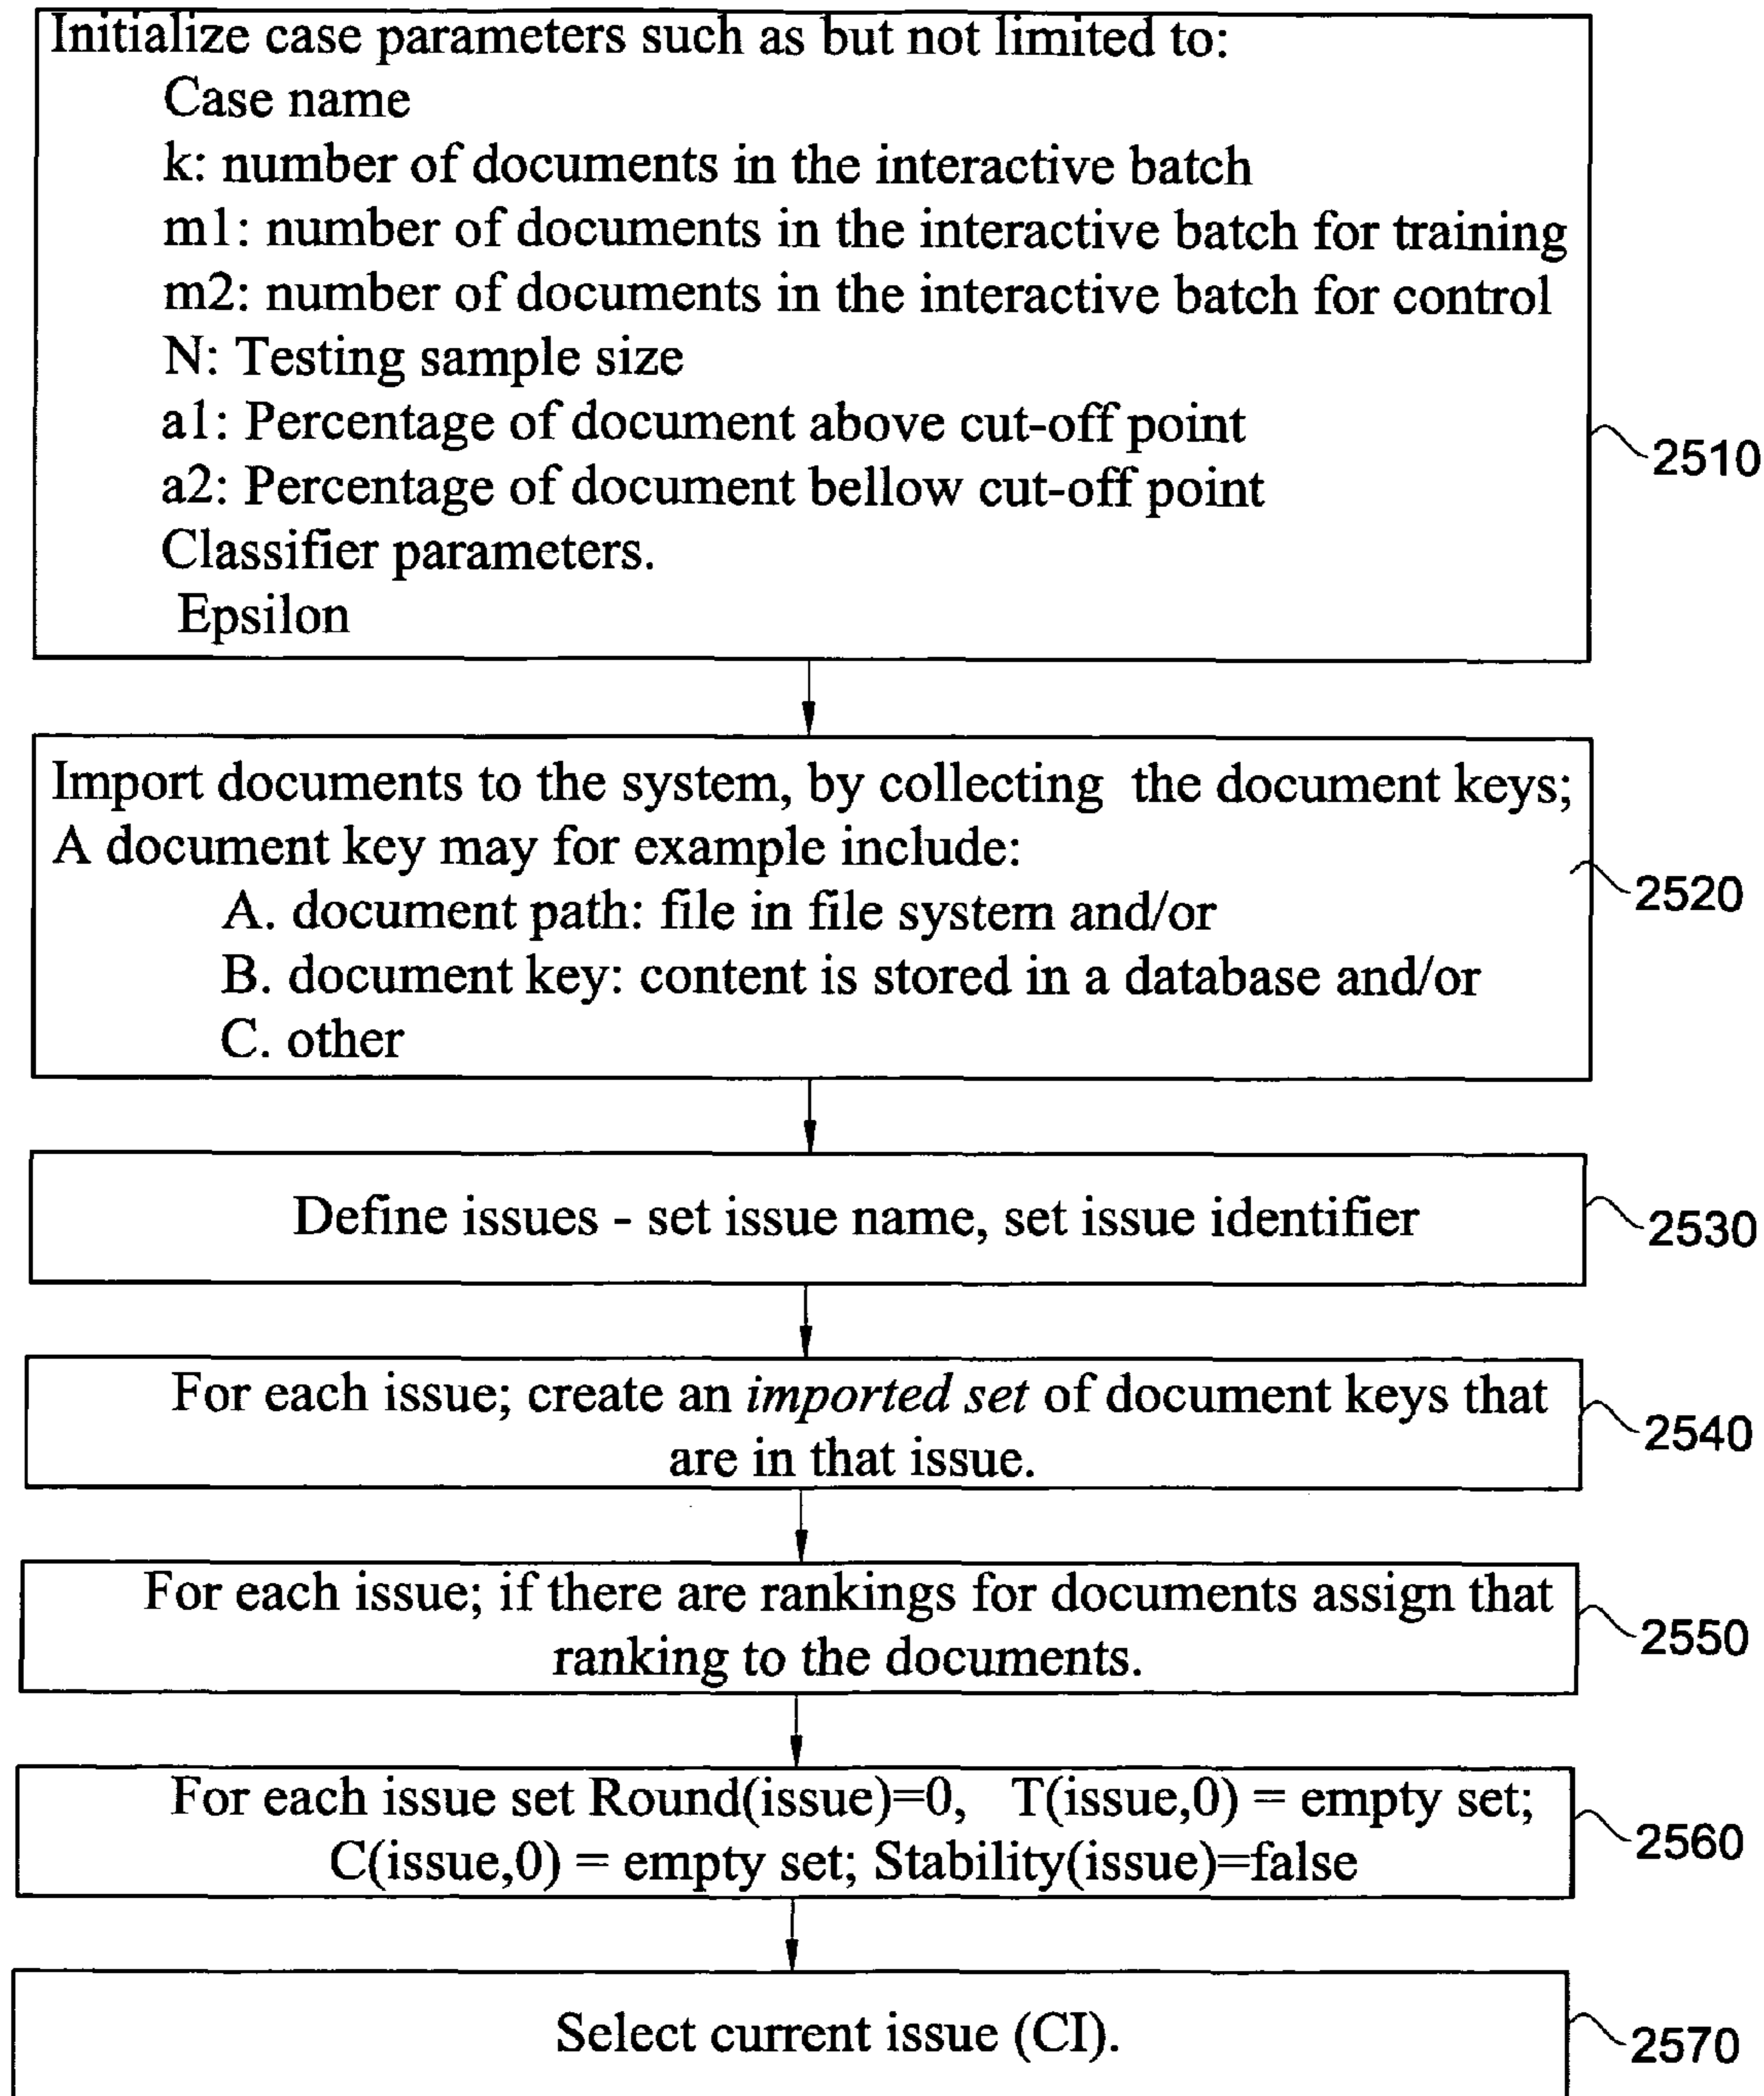 Initialize case parameters such as but not limited to:
Case name
k: number of documents in the interactive batch
m1: number of documents in the interactive batch for training
m2: number of documents in the interactive batch for control
N: Testing sample size
a1: Percentage of document above cut-off point
a2: Percentage of document bellow cut-off point
Classifier parameters.
Epsilon
2510
Import documents to the system, by collecting the document keys;
A document key may for example include:
A. document path: file in file system and/or
B. document key: content is stored in a database and/or
C. other
2520
Define issues - set issue name, set issue identifier
2530
For each issue; create an imported set of document keys that
are in that issue.
2540
For each issue; if there are rankings for documents assign that
ranking to the documents.
2550
For each issue set Round(issue)=0, T(issue,0) = empty set;
C(issue,0) = empty set; Stability(issue)=false
2560
Select current issue (CI).
2570